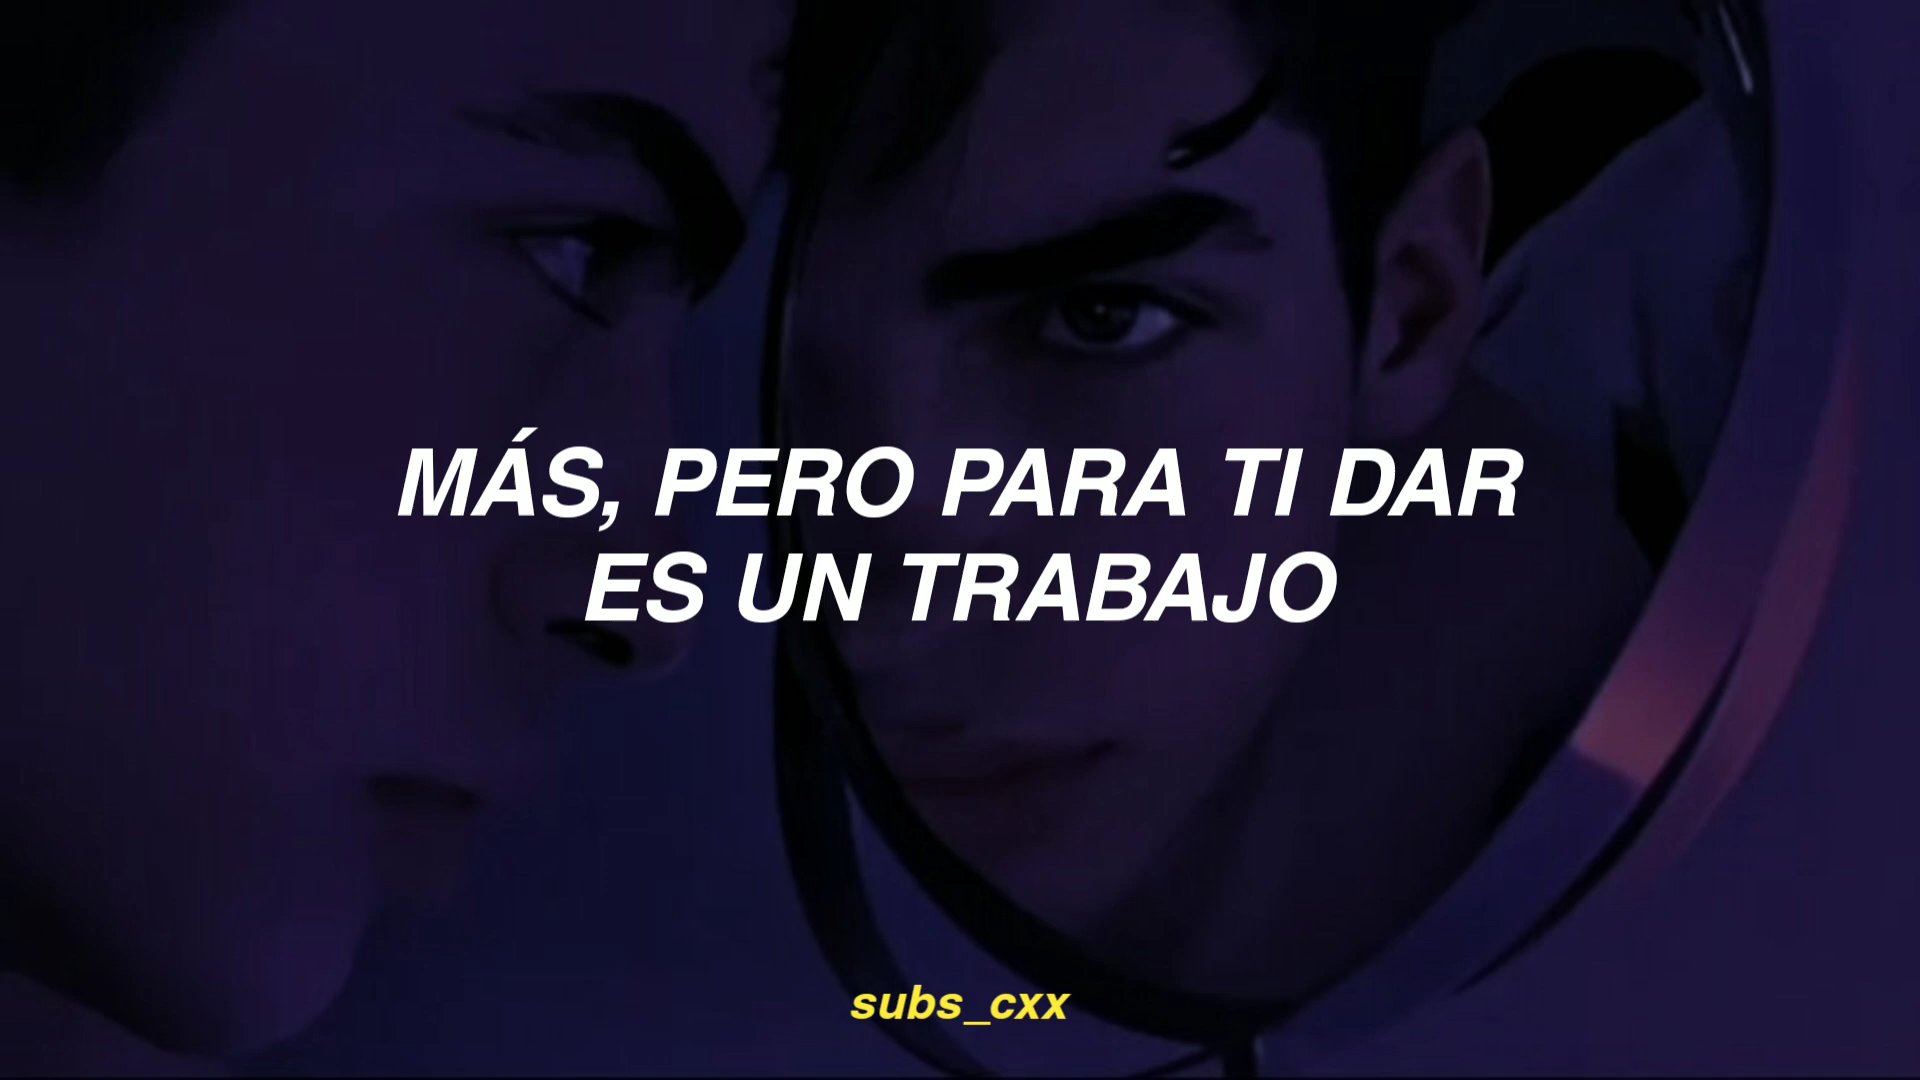 MÁS, PERO PARA TI DAR
ES UN TRABAJO
subs_cxx